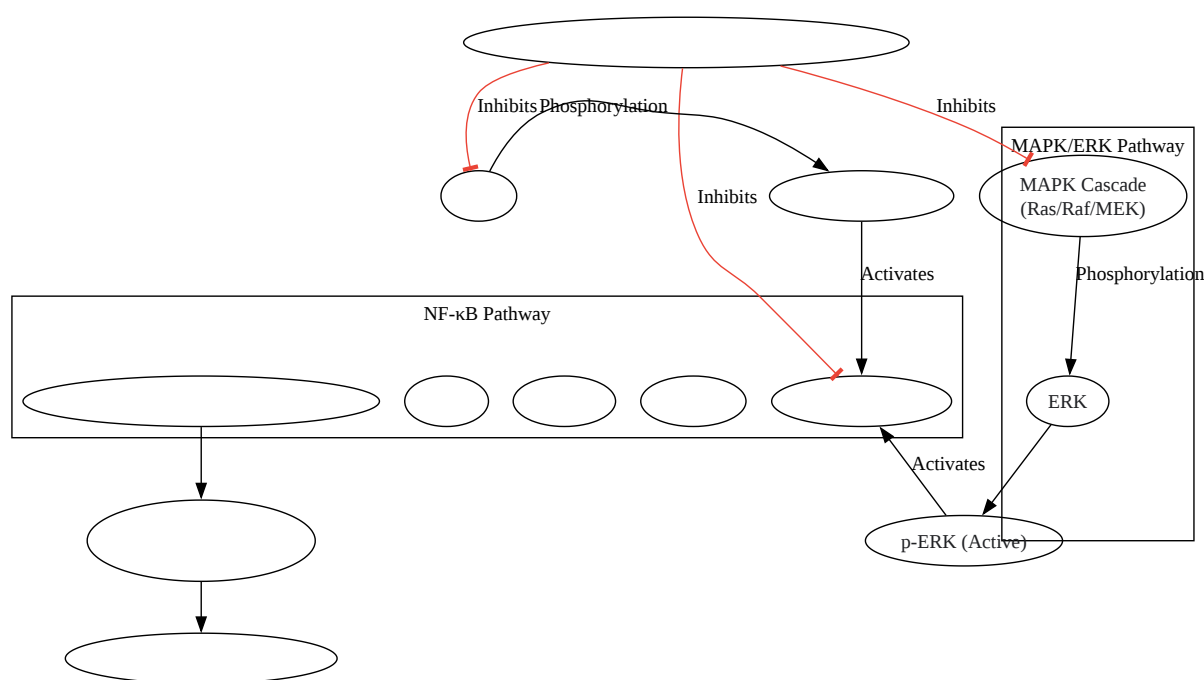 Inhibits
Phosphorylation
Inhibits
MAPK/ERK Pathway
MAPK Cascade
(Ras/Raf/MEK)
Inhibits
Activates
Phosphorylation
NF-κB Pathway
ERK
Activates
p-ERK (Active)